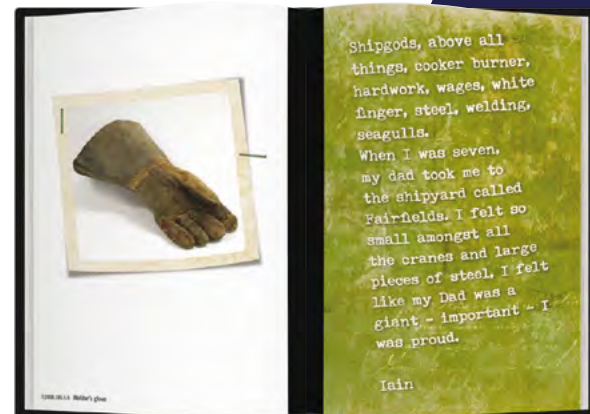 Shipgods, above all
things, cooker burner,
hardwork, wages, white
finger, steel, welding,
seagulls.
When I was seven,
my dad took me to
the shipyard called
Fairfields. I felt so
small amongst all
the cranes and large
pieces of steel. I felt
like my Dad was a
giant – important – I
was proud.
Iain
Welder's glove